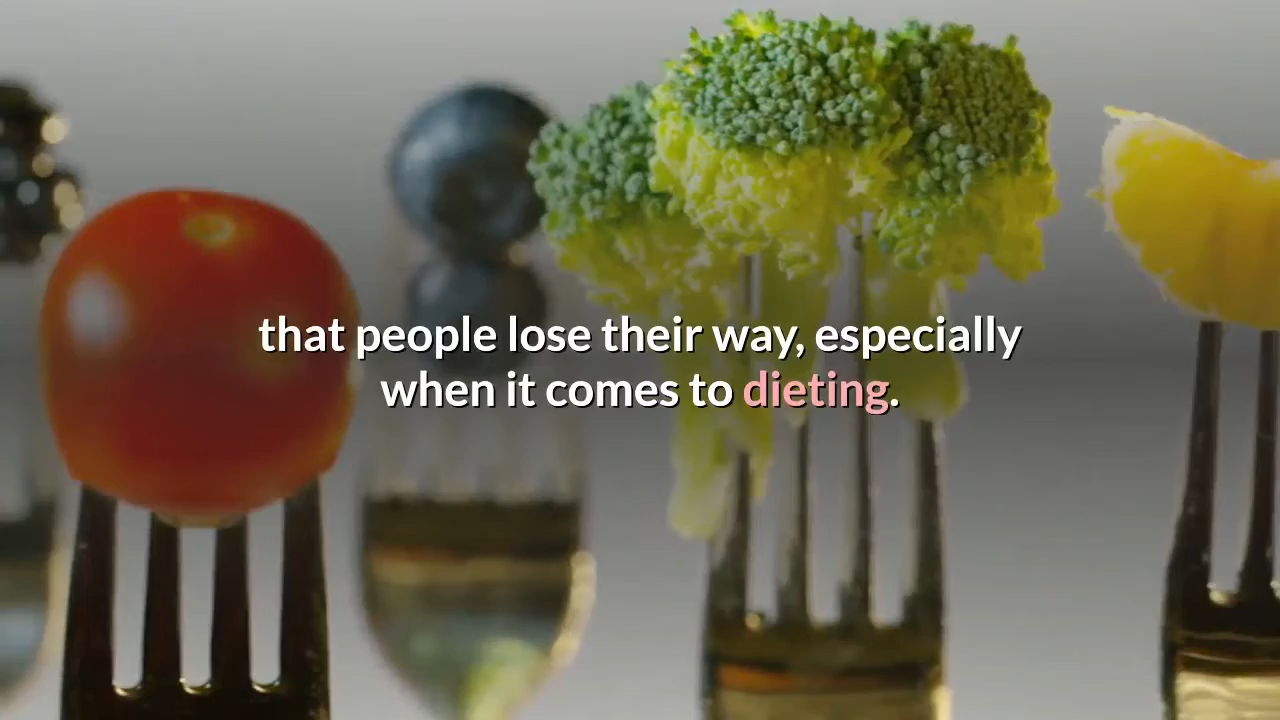 that people lose their way, especially
when it comes to dieting.